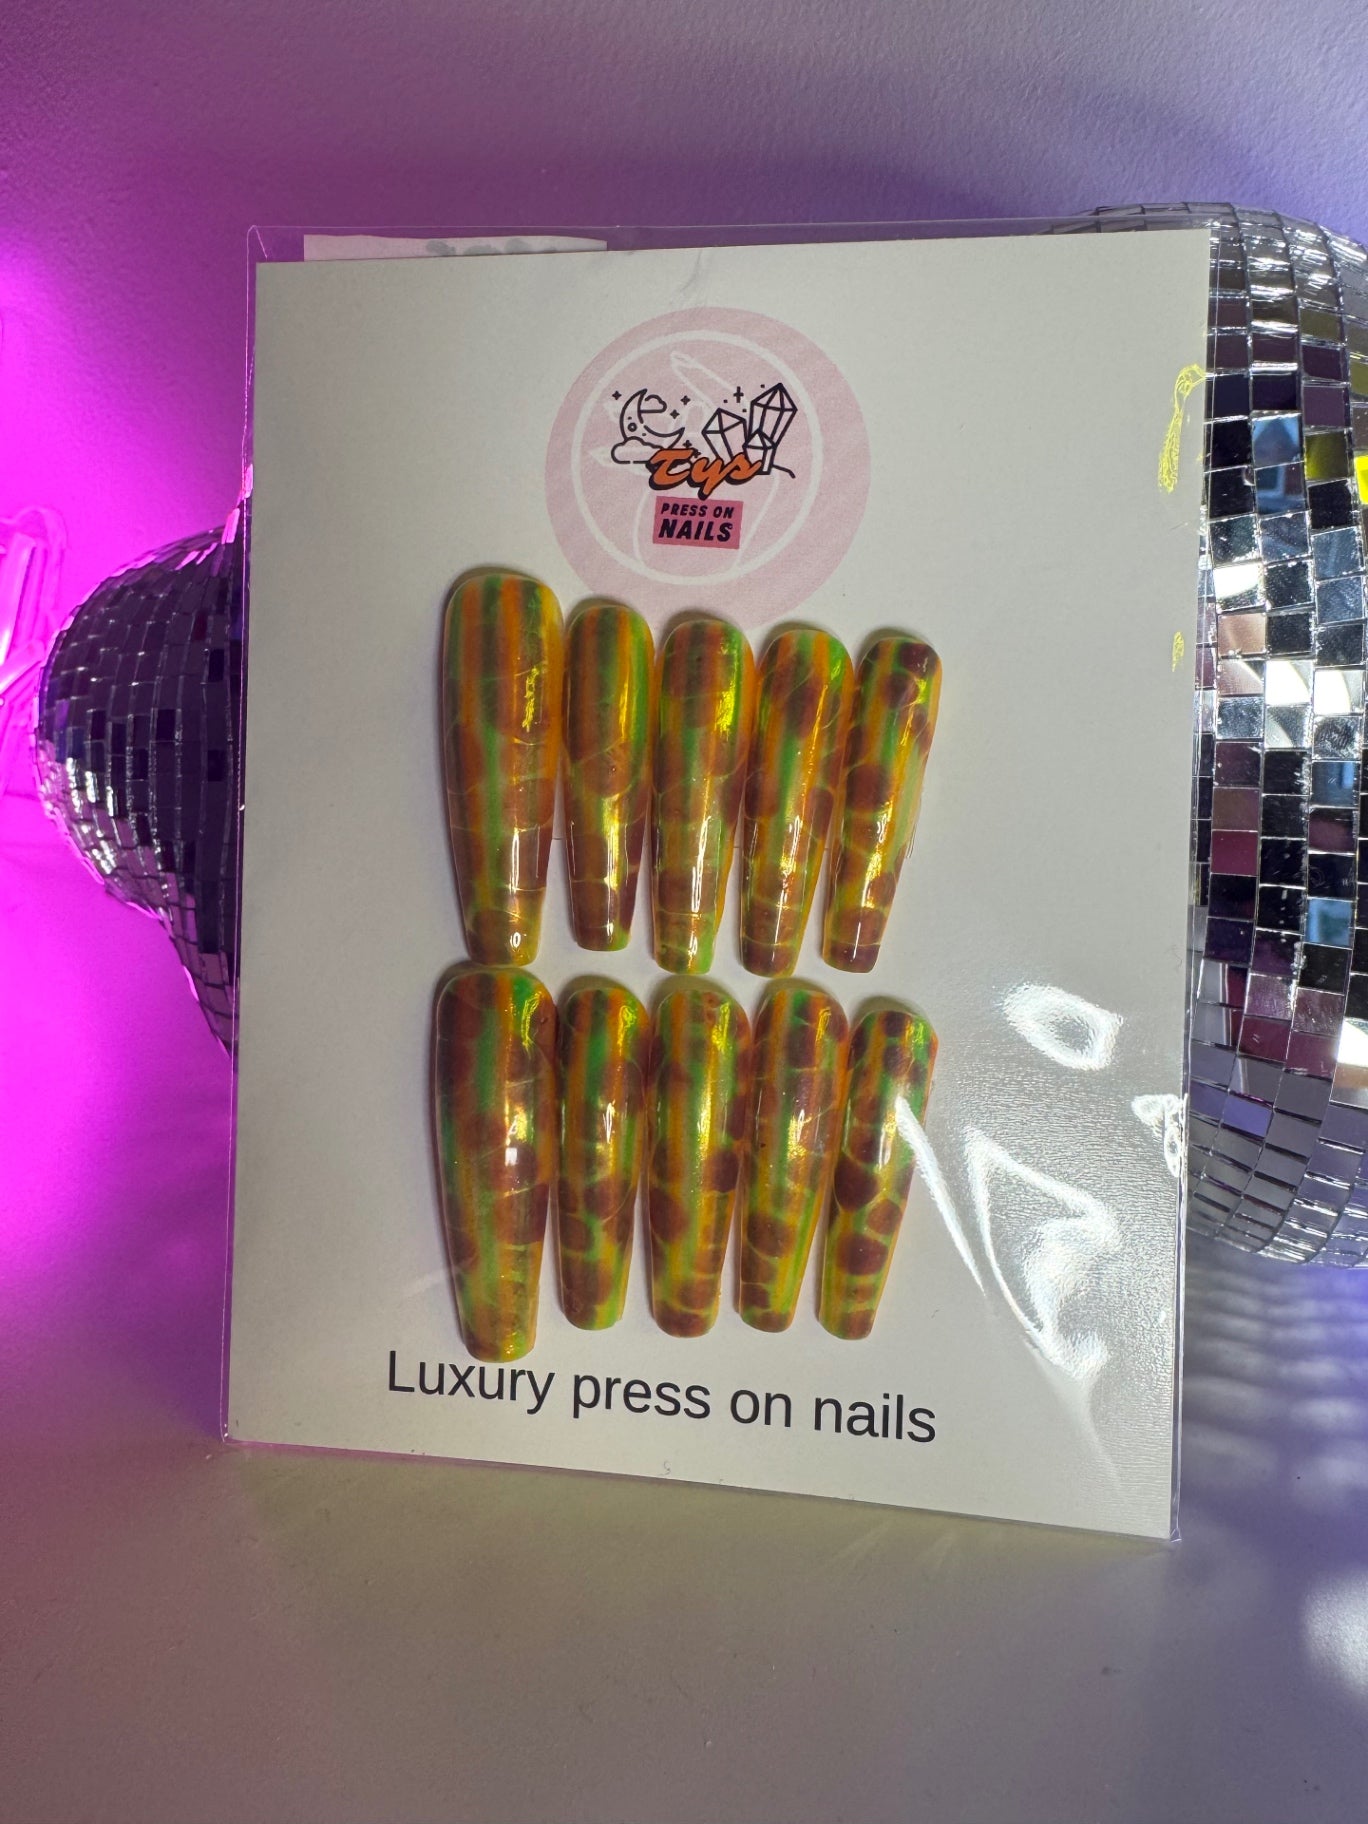 tys
PRESS ON
NAILS
Luxury press on nails